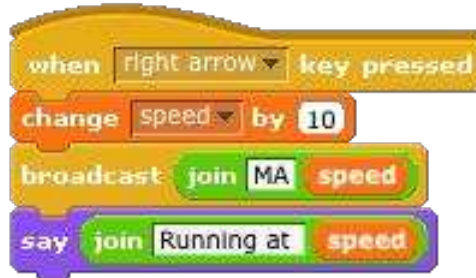 when right arrow key pressed
change speed by 10
broadcast join MA speed
say join Running at speed